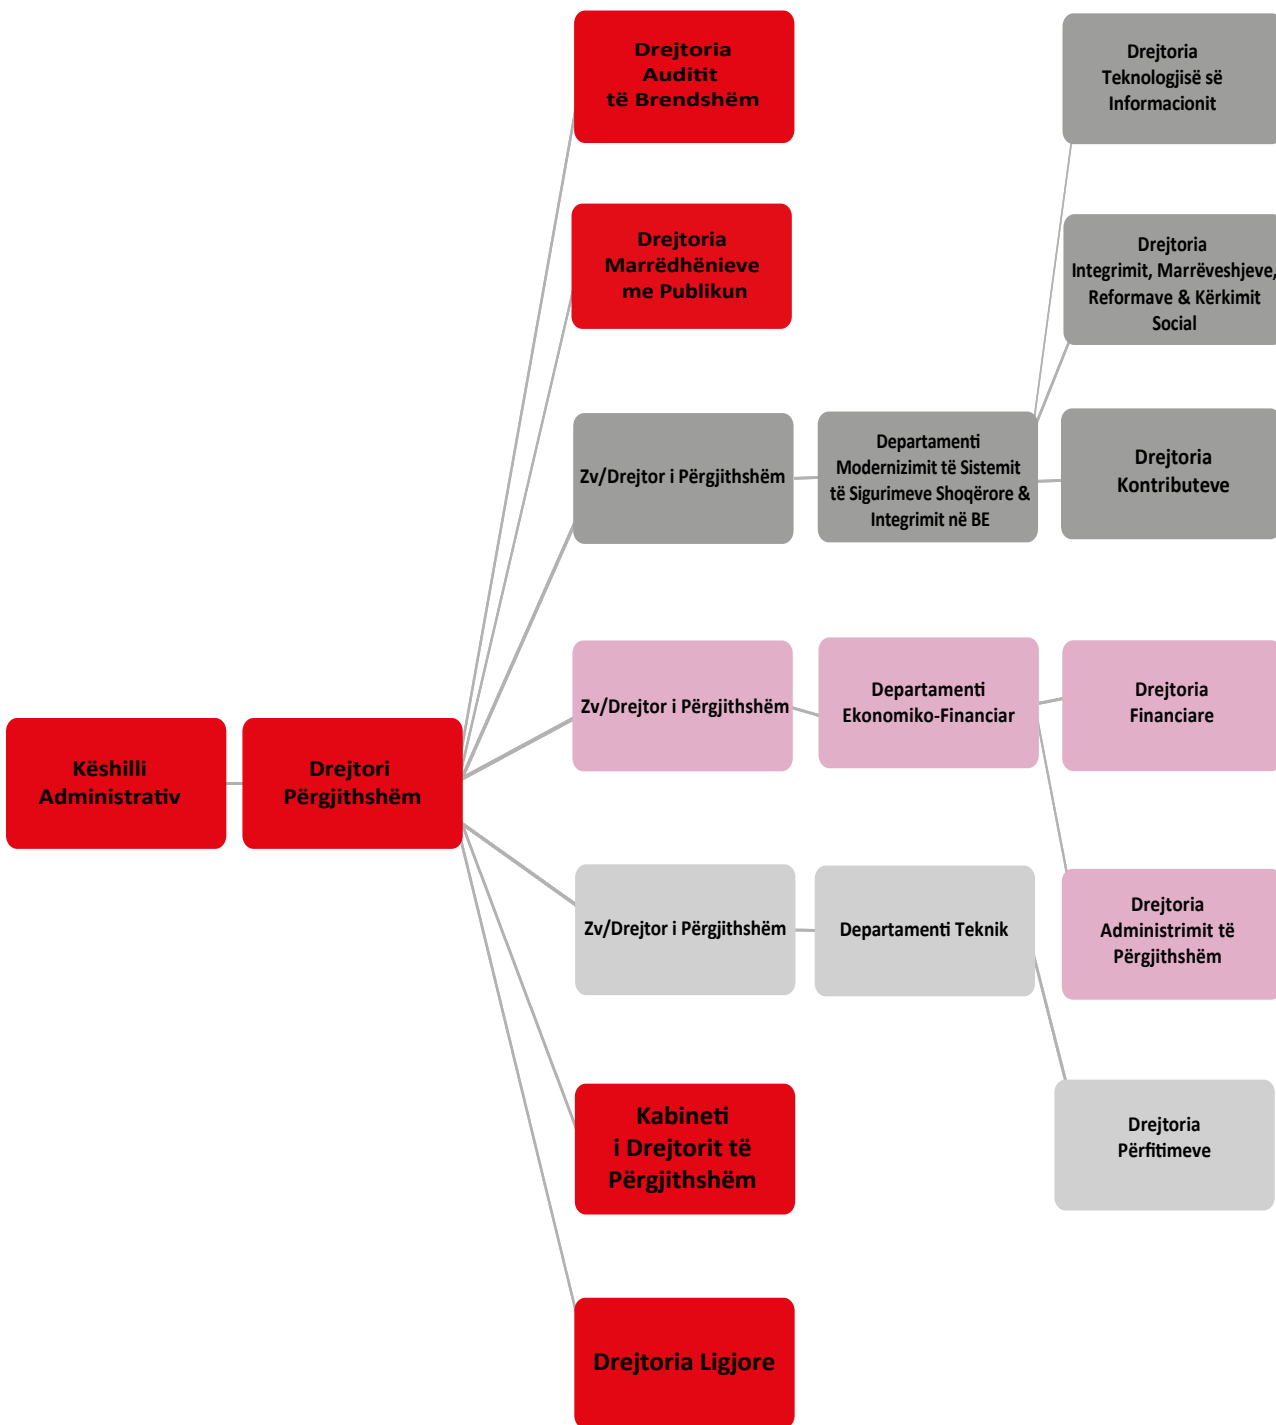 Drejtoria
Auditit
të Brendshëm
Drejtoria
Teknologjisë së
Informacionit
Drejtoria
Marrëdhënieve
me Publikun
Drejtoria
Integrimit, Marrëveshjeve,
Reformave & Kërkimit
Social
Zv/Drejtor i Përgjithshëm
Departamenti
Modernizimit të Sistemit
të Sigurimeve Shoqërore &
Integrimit në BE
Drejtoria
Kontributeve
Zv/Drejtor i Përgjithshëm
Departamenti
Ekonomiko-Financiar
Drejtoria
Financiare
Këshilli
Administrativ
Drejtori
Përgjithshëm
Zv/Drejtor i Përgjithshëm
Departamenti Teknik
Drejtoria
Administrimit të
Përgjithshëm
Kabineti
i Drejtorit të
Përgjithshëm
Drejtoria
Përfitimeve
Drejtoria Ligjore